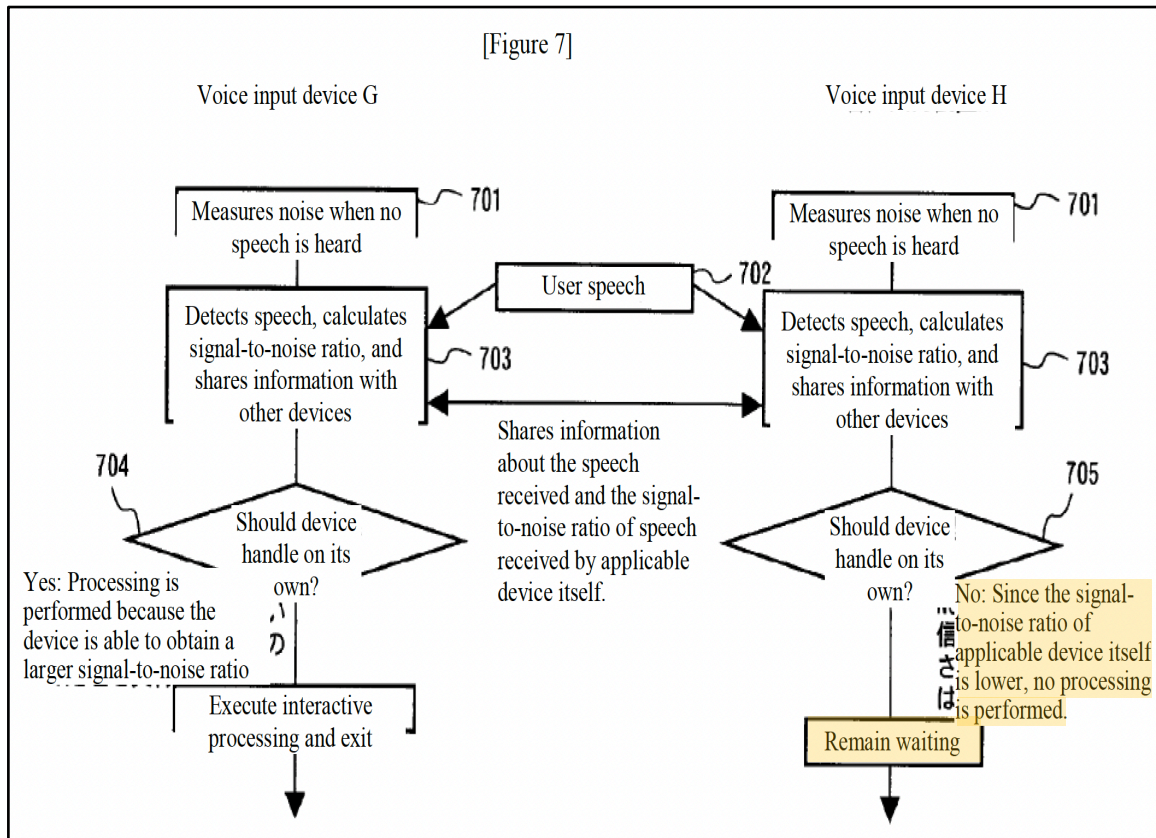 [Figure 7]
Voice input device G
Voice input device H
701
Measures noise when no
speech is heard
701
Measures noise when no
speech is heard
702
User speech
Detects speech, calculates
signal-to-noise ratio, and
shares information with
other devices
703
Detects speech, calculates
signal-to-noise ratio, and
shares information with
other devices
703
Shares information
about the speech
received and the signal-
to-noise ratio of speech
received by applicable
device itself.
704
Should device
handle on its
own?
705
Should device
handle on its
own?
Yes: Processing is
performed because the
device is able to obtain a
larger signal-to-noise ratio
の
No: Since the signal-
to-noise ratio of
applicable device itself
is lower, no processing
is performed.
値さは
Execute interactive
processing and exit
Remain waiting